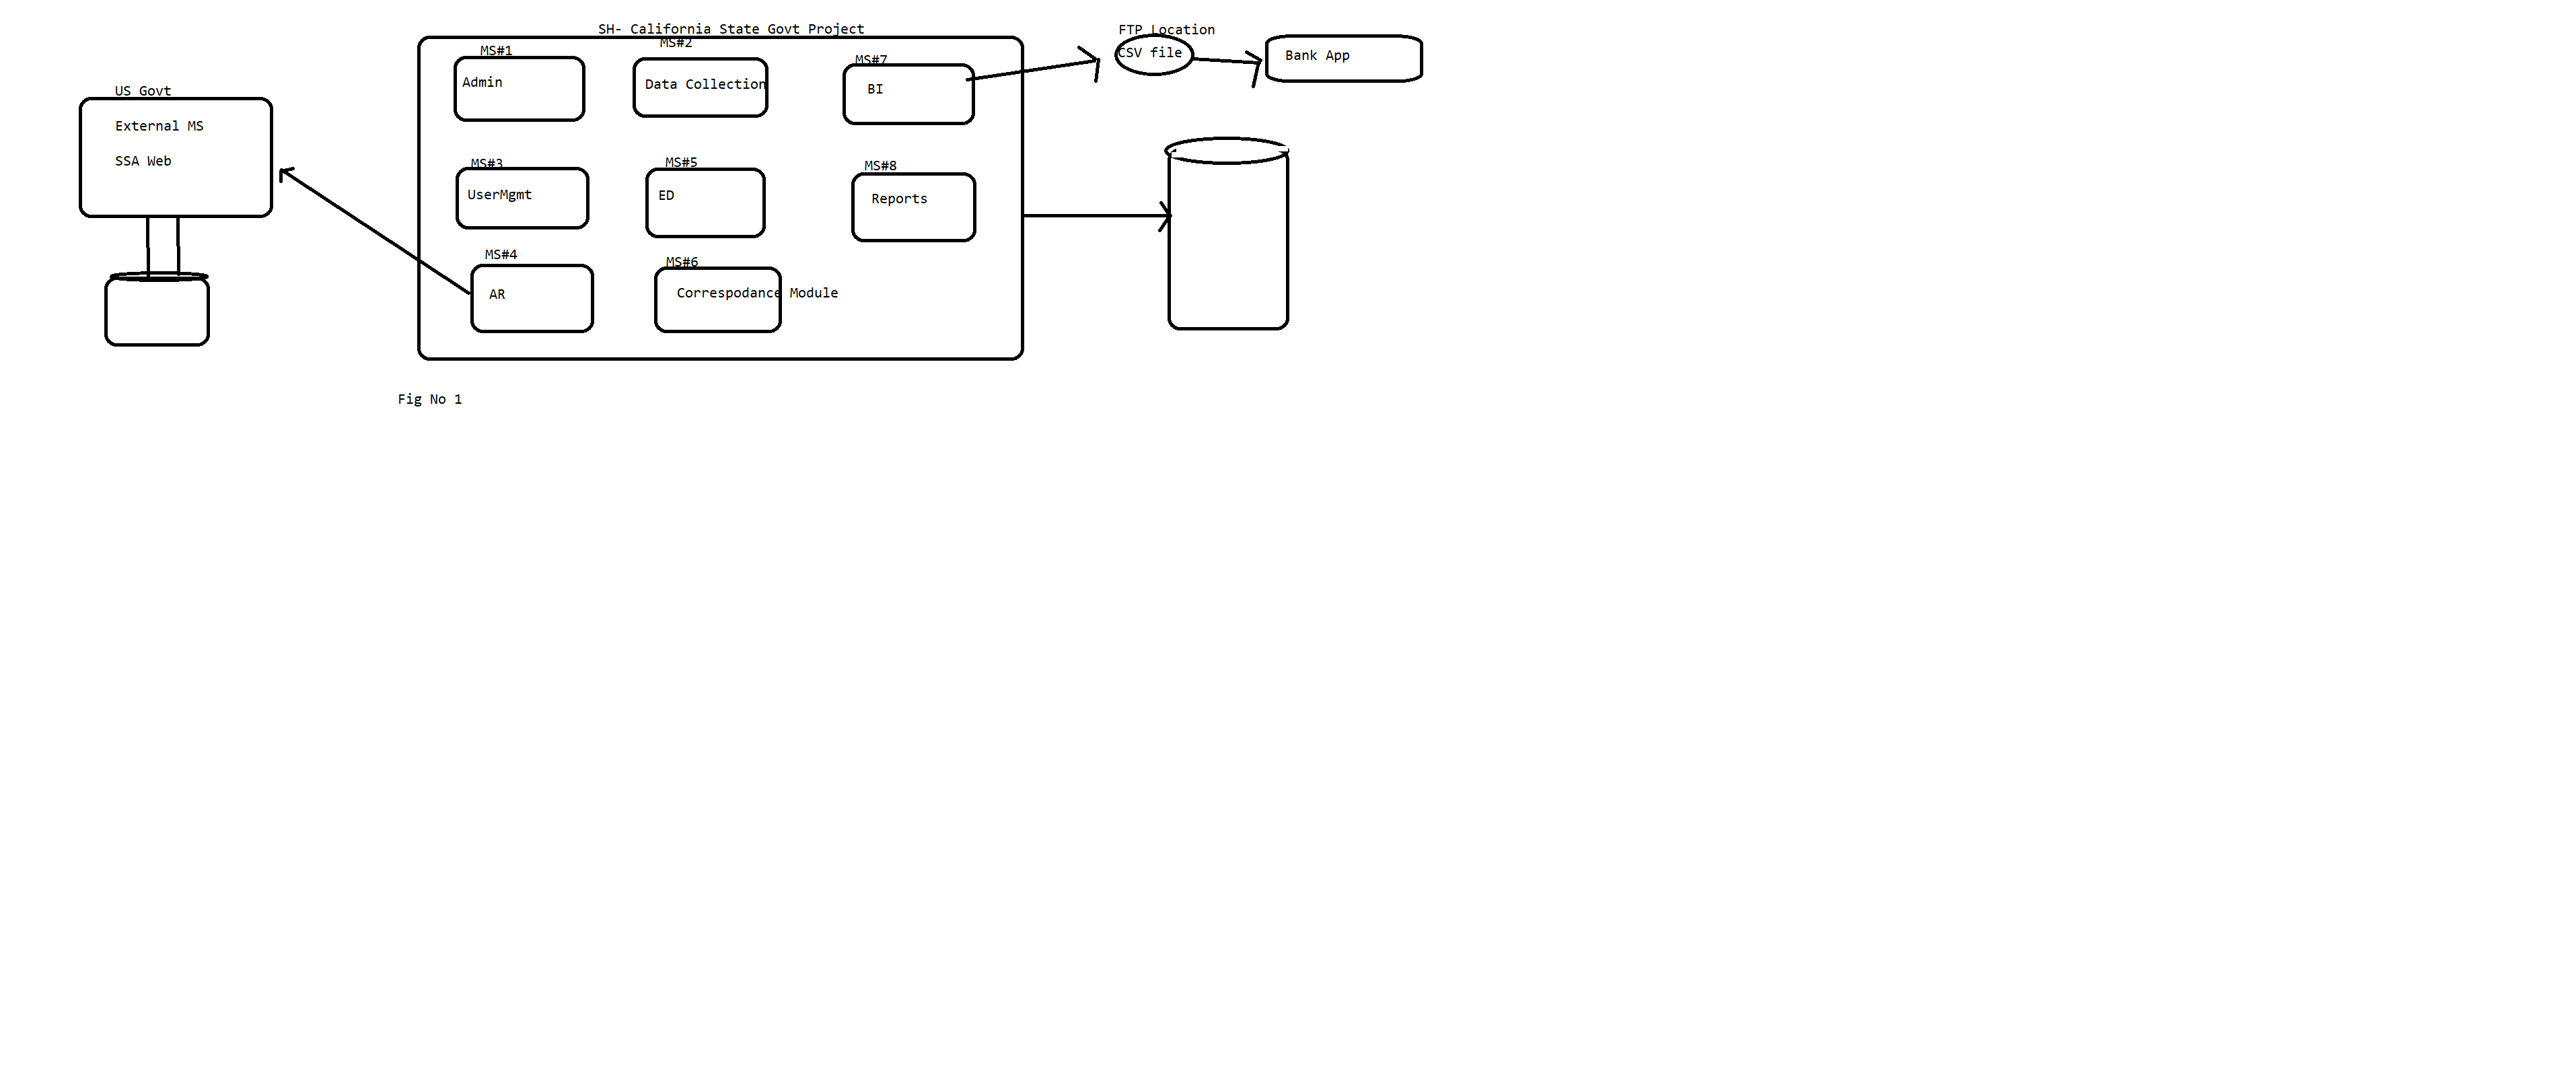 SH- California State Govt Project
FTP Location
MS#1
MS#2
MS#7
CSV file
Bank App
Admin
Data Collection
BI
US Govt
External MS
SSA Web
MS#3
MS#5
MS#8
UserMgmt
ED
Reports
MS#4
MS#6
AR
Correspodance Module
Fig No 1